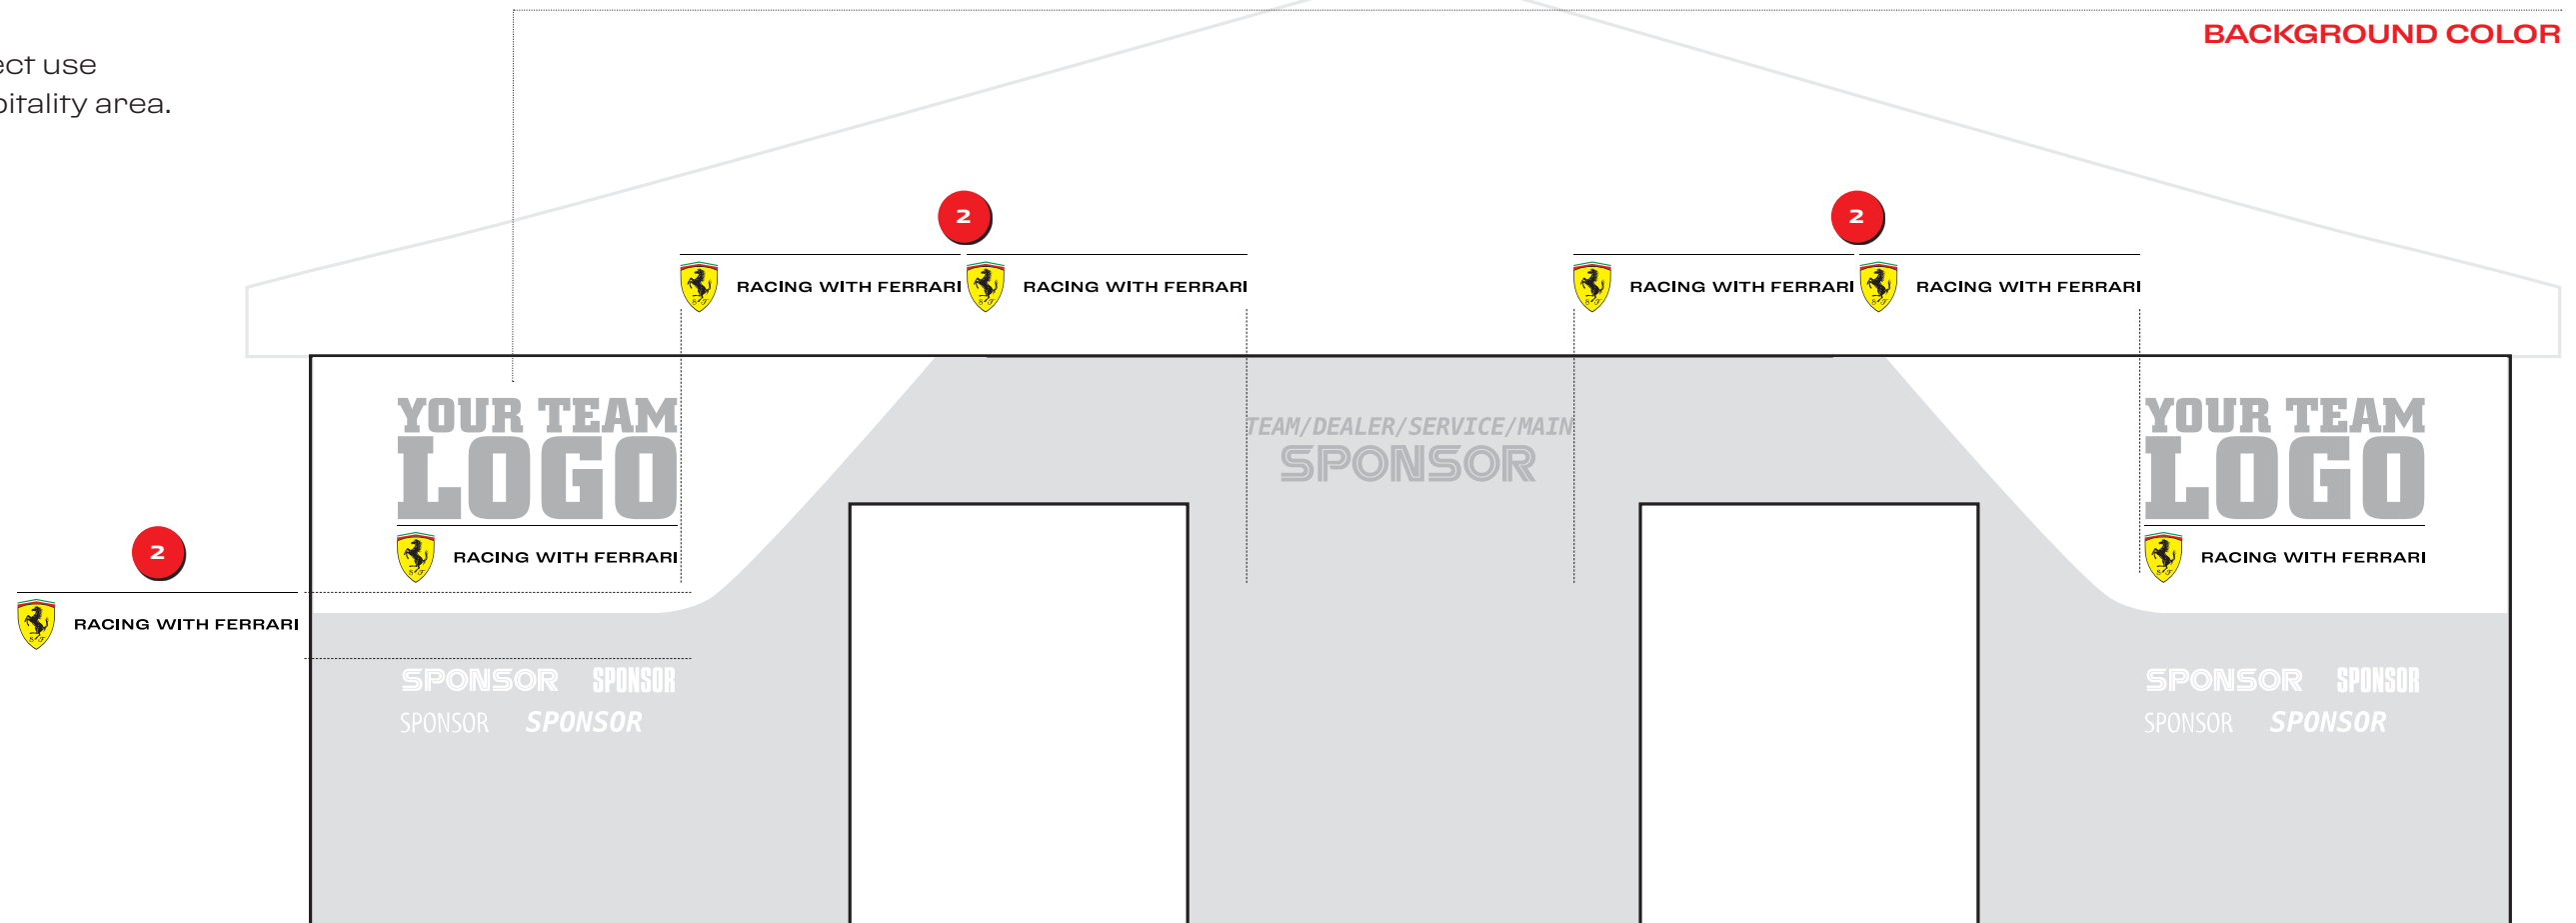 BACKGROUND COLOR
ect use
pitality area.
2
2
RACING WITH FERRARI RACING WITH FERRARI
RACING WITH FERRARI RACING WITH FERRARI
YOUR TEAM
LOGO
RACING WITH FERRARI
TEAM/DEALER/SERVICE/MAIN
SPONSOR
YOUR TEAM
LOGO
RACING WITH FERRARI
2
RACING WITH FERRARI
SPONSOR SPONSOR
SPONSOR SPONSOR
SPONSOR SPONSOR
SPONSOR SPONSOR